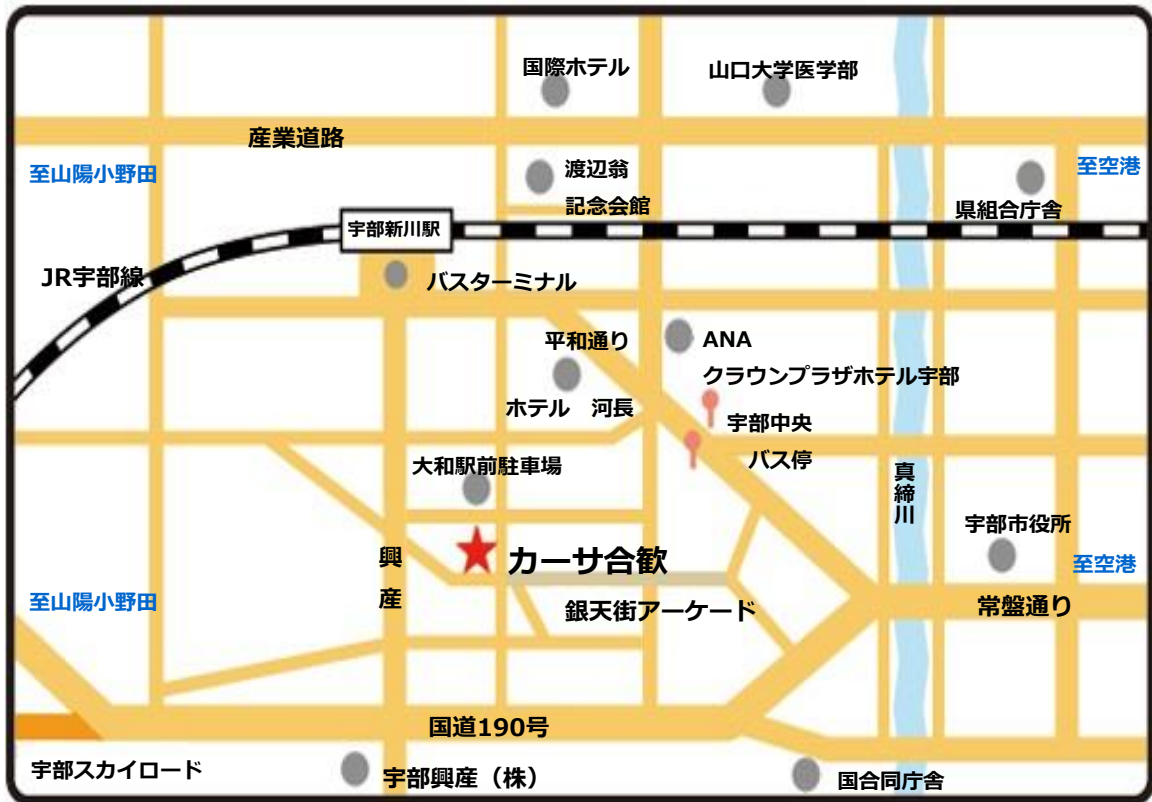 国際ホテル
山口大学医学部
産業道路
至山陽小野田
渡辺翁
記念会館
至空港
県組合庁舎
宇部新川駅
JR宇部線
バスターミナル
平和通り
ANA
クラウンプラザホテル宇部
ホテル　河長
宇部中央
バス停
大和駅前駐車場
真締川
宇部市役所
興産
カーサ合歓
至空港
至山陽小野田
銀天街アーケード
常盤通り
国道190号
宇部スカイロード
宇部興産（株）
国合同庁舎